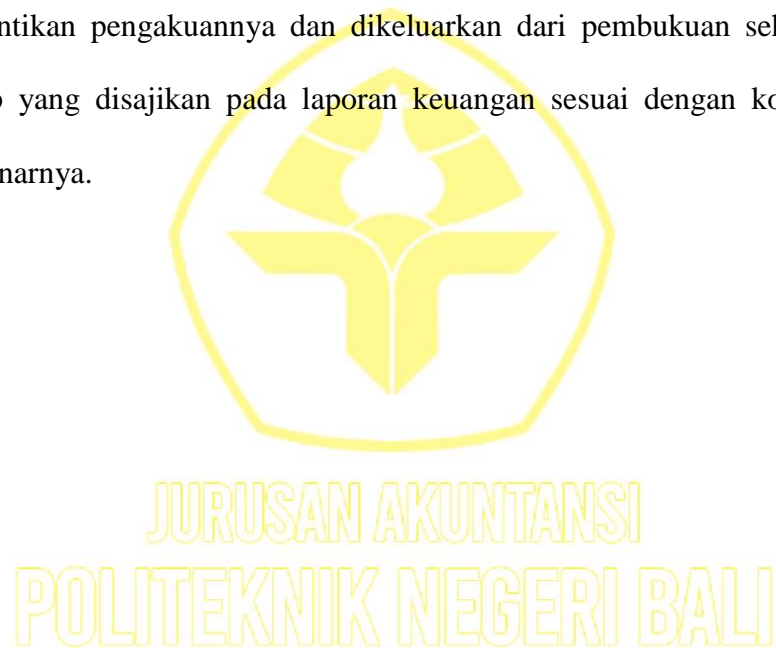 ntikan pengakuannya dan dikeluarkan dari pembukuan se
yang disajikan pada laporan keuangan sesuai dengan ko
narnya.
JURUSAN AKUNTANSI
POLITEKNIK NEGERI BALI